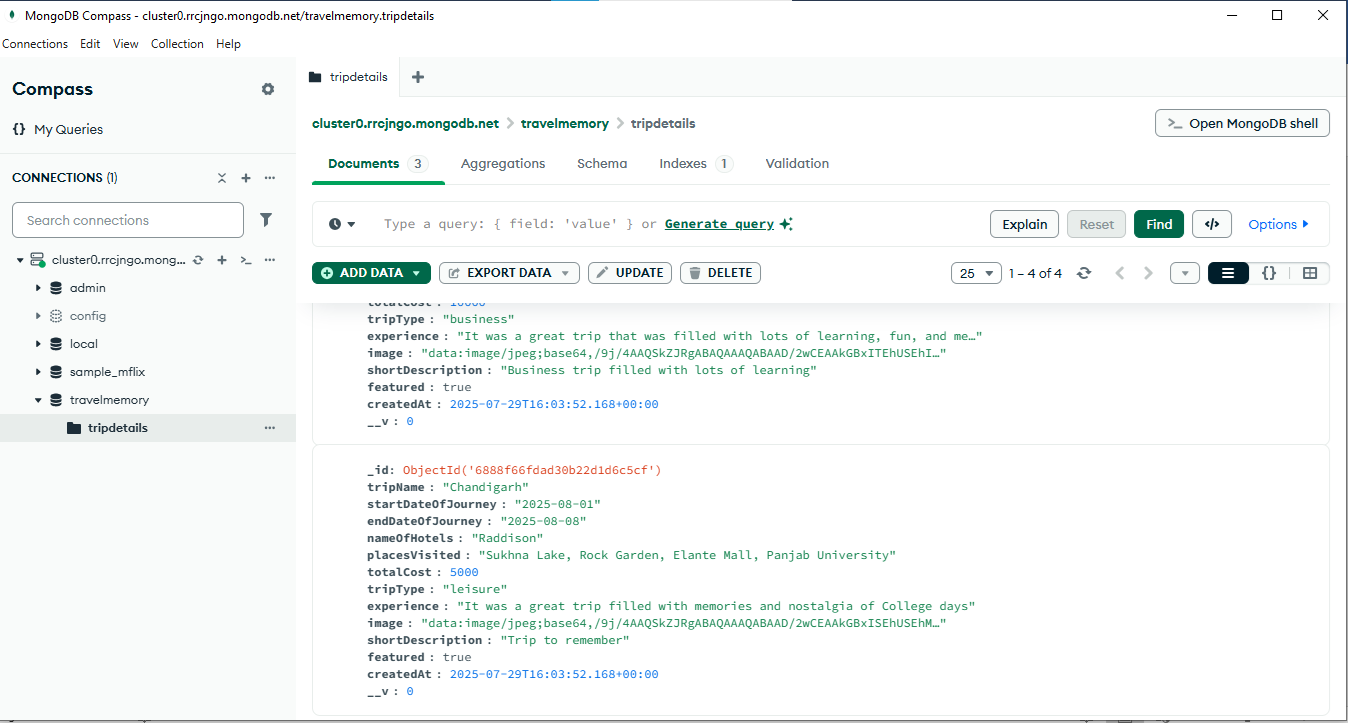 MongoDB Compass - cluster0.rrcjngo.mongodb.net/travelmemory.tripdetails
Connections Edit View Collection Help
Compass
{} My Queries
CONNECTIONS (1)
Search connections
cluster0.rrcjngo.mong...
admin
config
local
sample_mflix
travelmemory
tripdetails
tripdetails
cluster0.rrcjngo.mongodb.net > travelmemory > tripdetails
>_ Open MongoDB shell
Documents 3 Aggregations Schema Indexes 1 Validation
Type a query: { field: 'value' } or Generate query
Explain Reset Find </> Options
ADD DATA EXPORT DATA UPDATE DELETE
25 1 – 4 of 4 {}
totalCost : 10000
tripType : "business"
experience : "It was a great trip that was filled with lots of learning, fun, and me…"
image : "data:image/jpeg;base64,/9j/4AAQSkZJRgABAQAAAQABAAD/2wCEAAkGBxITEhUSEhI…"
shortDescription : "Business trip filled with lots of learning"
featured : true
createdAt : 2025-07-29T16:03:52.168+00:00
__v : 0
_id: ObjectId('6888f66fdad30b22d1d6c5cf')
tripName : "Chandigarh"
startDateOfJourney : "2025-08-01"
endDateOfJourney : "2025-08-08"
nameOfHotels : "Raddison"
placesVisited : "Sukhna Lake, Rock Garden, Elante Mall, Panjab University"
totalCost : 5000
tripType : "leisure"
experience : "It was a great trip filled with memories and nostalgia of College days"
image : "data:image/jpeg;base64,/9j/4AAQSkZJRgABAQAAAQABAAD/2wCEAAkGBxISEhUSEhM…"
shortDescription : "Trip to remember"
featured : true
createdAt : 2025-07-29T16:03:52.168+00:00
__v : 0